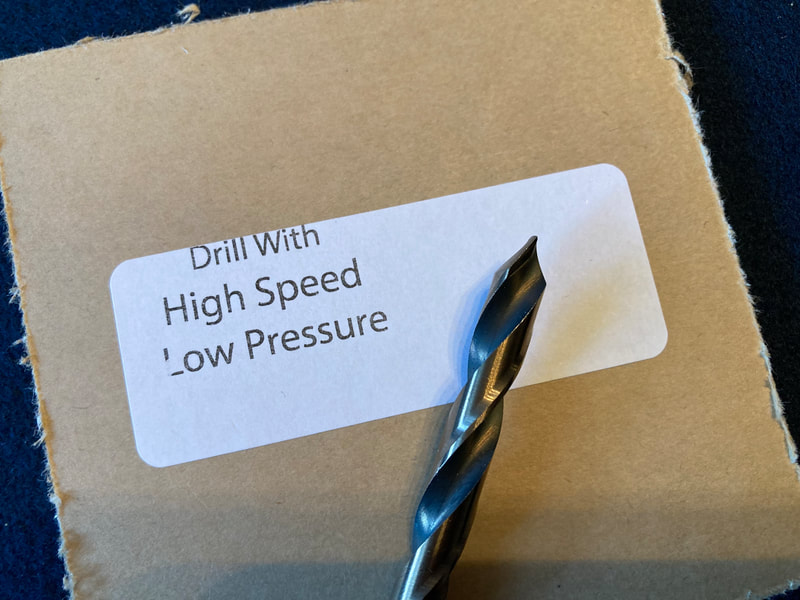 Drill With
High Speed
Low Pressure